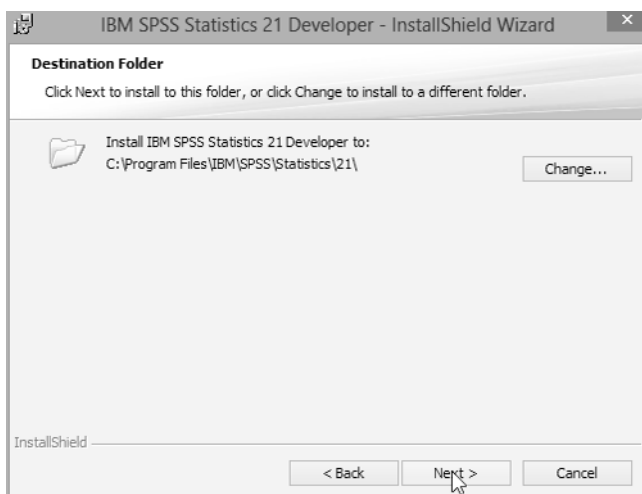 IBM SPSS Statistics 21 Developer - InstallShield Wizard
Destination Folder
Click Next to install to this folder, or click Change to install to a different folder.
Install IBM SPSS Statistics 21 Developer to:
C:\Program Files\IBM\SPSS\Statistics\21\
Change...
InstallShield
< Back
Next >
Cancel